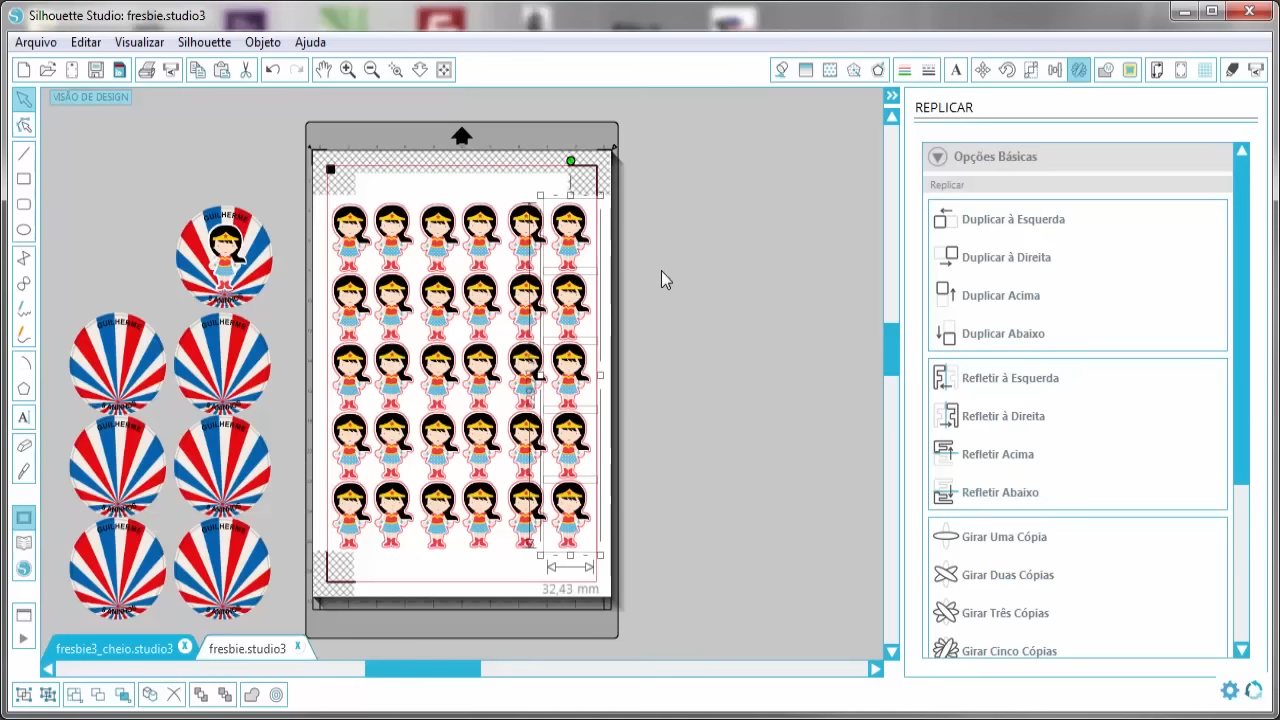 Silhouette Studio: fresbie.studio3
Arquivo Editar Visualizar Silhouette Objeto Ajuda
VISÃO DE DESIGN
REPLICAR
Opções Básicas
Replicar
Duplicar à Esquerda
Duplicar à Direita
Duplicar Acima
Duplicar Abaixo
Refletir à Esquerda
Refletir à Direita
Refletir Acima
Refletir Abaixo
Girar Uma Cópia
Girar Duas Cópias
Girar Três Cópias
Girar Cinco Cópias
GUILHERME
GUILHERME GUILHERME
32,43 mm
fresbie3_cheio.studio3 fresbie.studio3